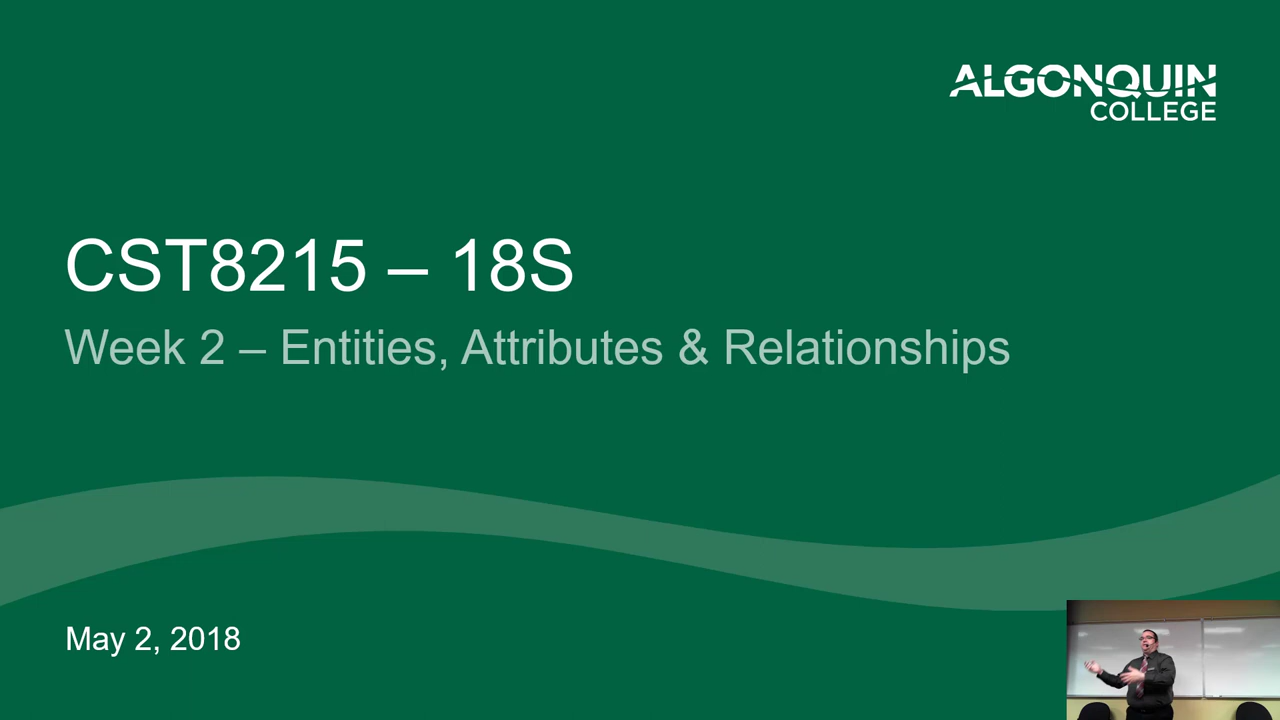 ALGONQUIN
COLLEGE
CST8215 – 18S
Week 2 – Entities, Attributes & Relationships
May 2, 2018